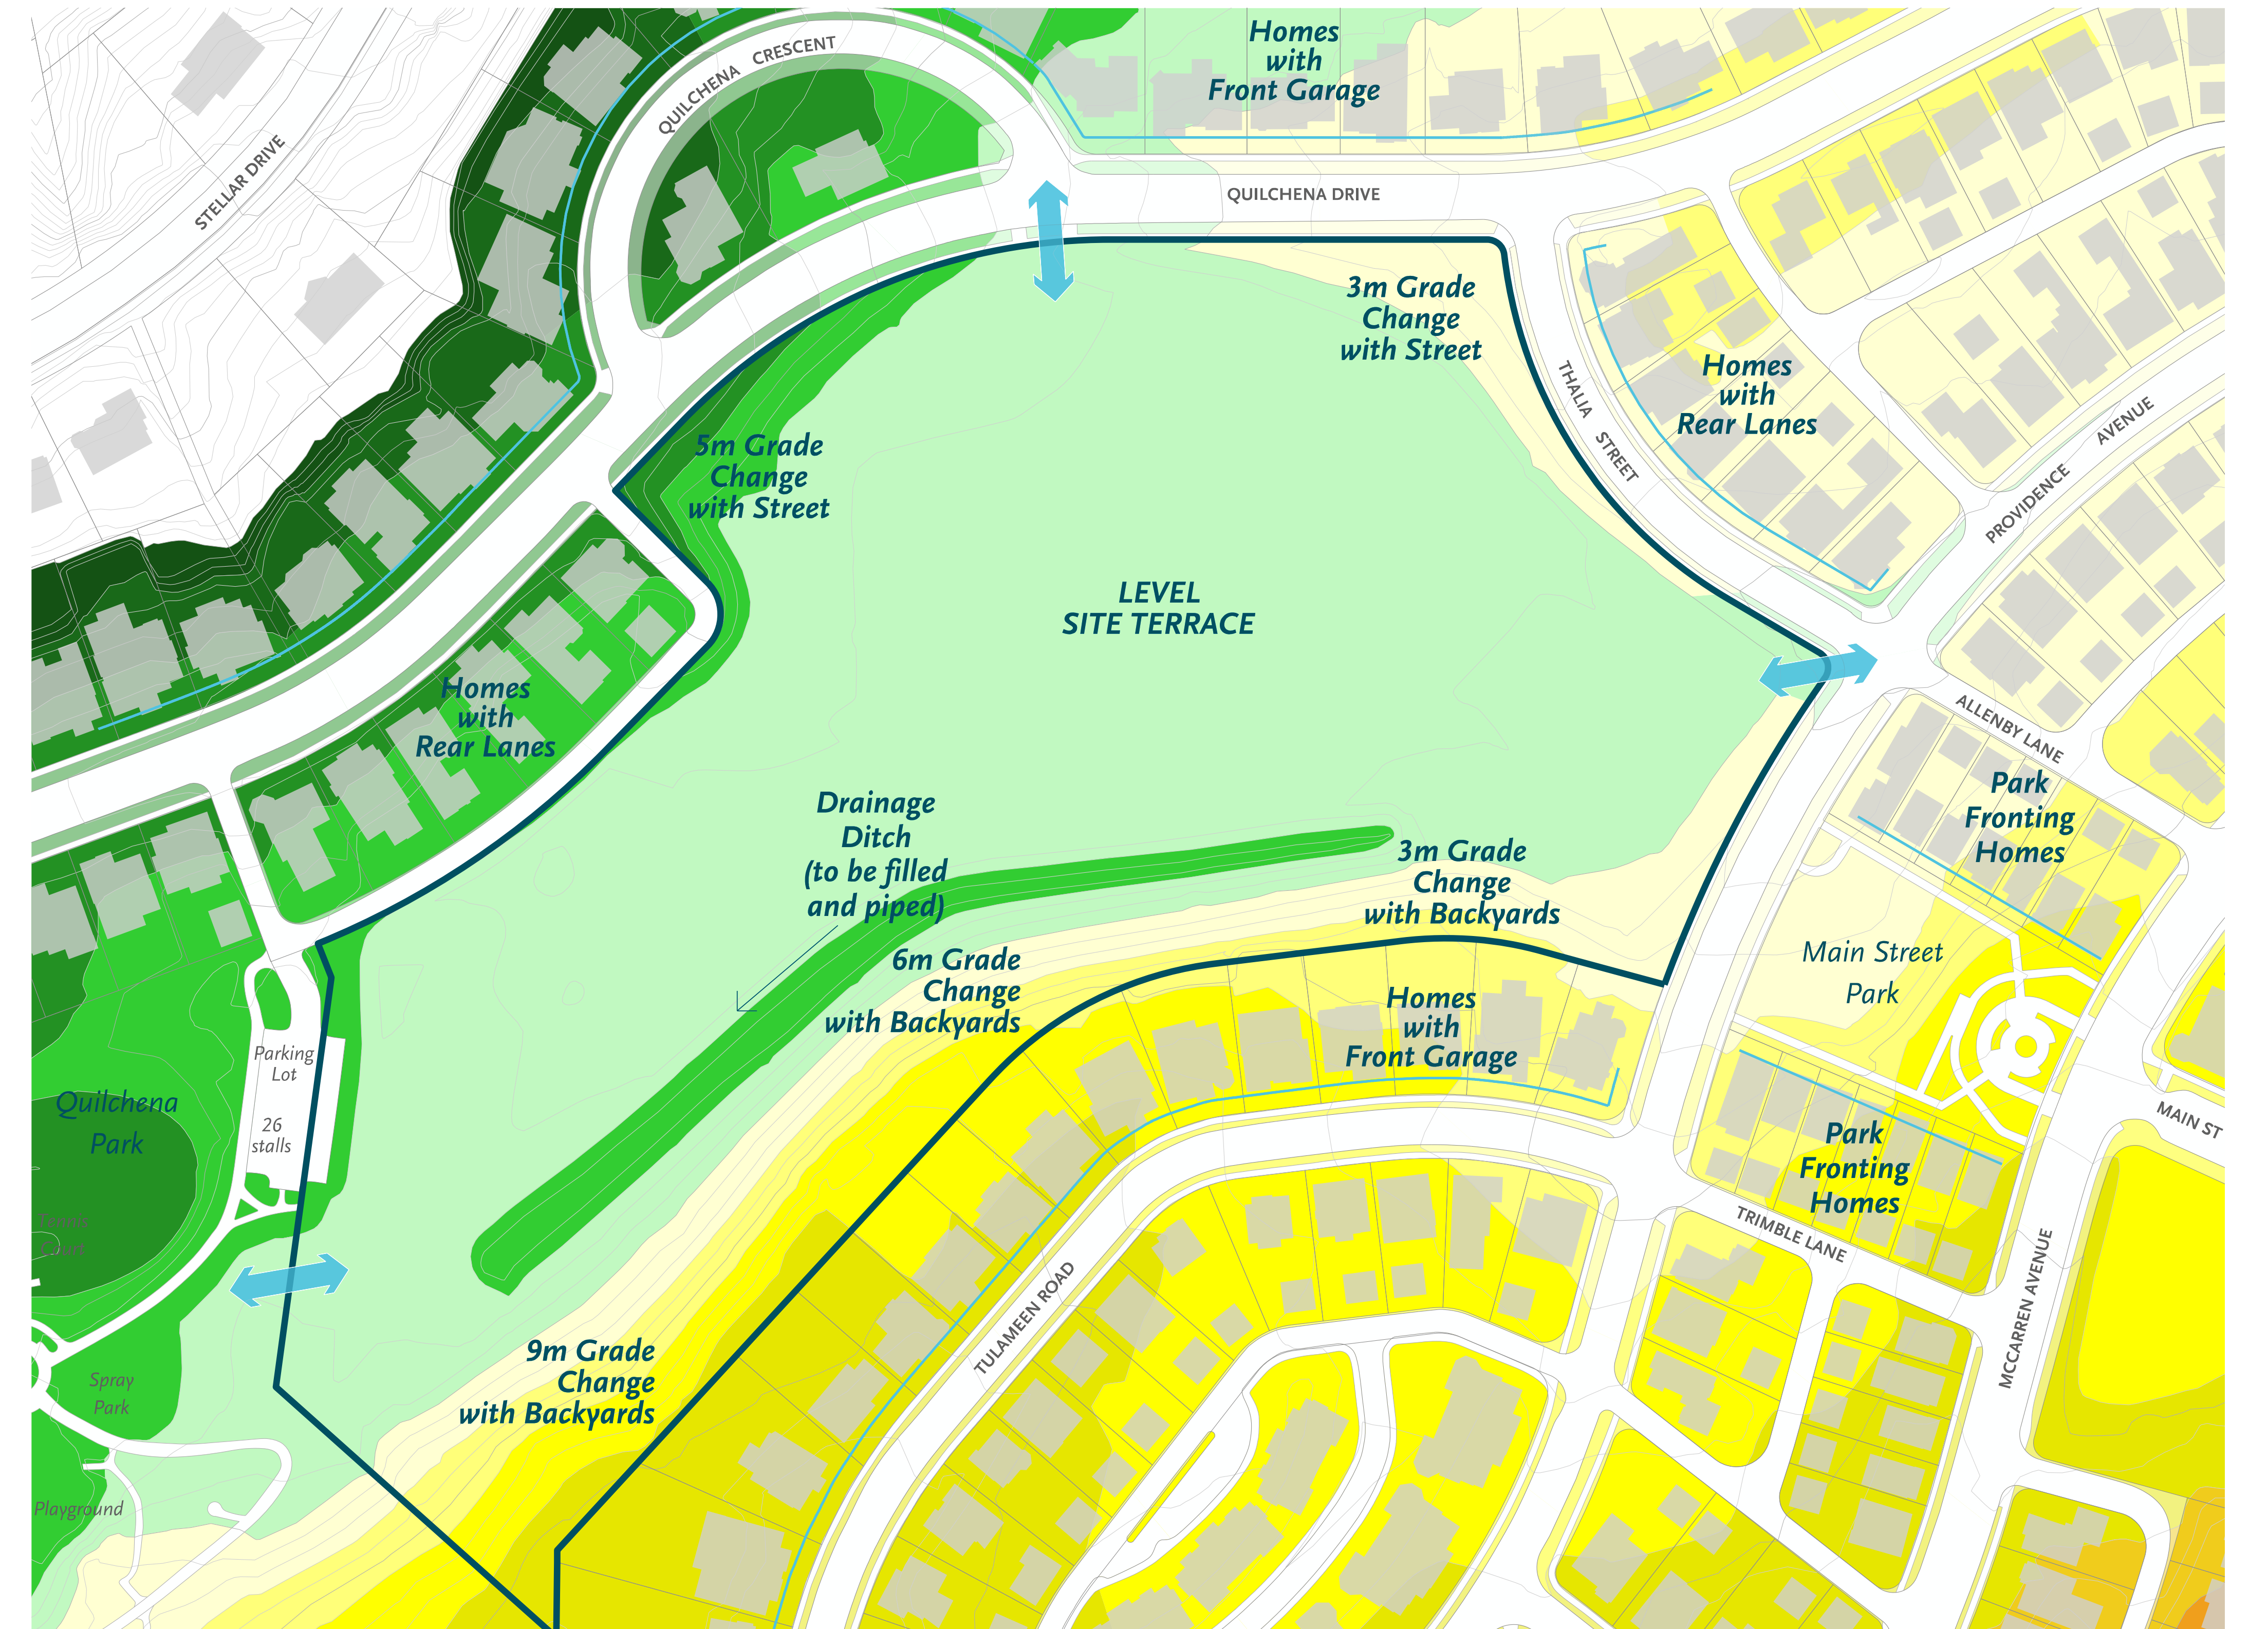 Homes
with
Front Garage
QUILCHENA CRESCENT
STELLAR DRIVE
QUILCHENA DRIVE
3m Grade
Change
with Street
THALIA STREET
Homes
with
Rear Lanes
PROVIDENCE AVENUE
5m Grade
Change
with Street
LEVEL
SITE TERRACE
Homes
with
Rear Lanes
ALLENBY LANE
Park
Fronting
Homes
Drainage
Ditch
(to be filled
and piped)
3m Grade
Change
with Backyards
6m Grade
Change
with Backyards
Main Street
Park
Homes
with
Front Garage
Parking
Lot
26
stalls
Quilchena
Park
Tennis
Court
MAIN ST
Park
Fronting
Homes
TRIMBLE LANE
MCCARREN AVENUE
TULAMEEN ROAD
9m Grade
Change
with Backyards
Spray
Park
Playground